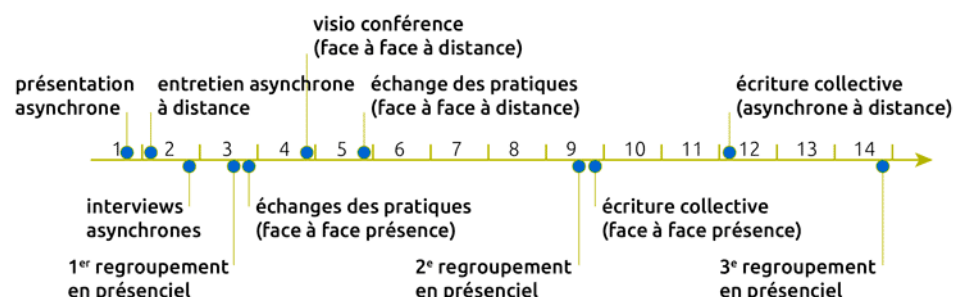 visio conférence
(face à face à distance)
présentation
asynchrone
entretien asynchrone
à distance
échange des pratiques
(face à face à distance)
écriture collective
(asynchrone à distance)
1 2 3 4 5 6 7 8 9 10 11 12 13 14
interviews
asynchrones
échanges des pratiques
(face à face présence)
écriture collective
(face à face présence)
1er regroupement
en présenciel
2e regroupement
en présenciel
3e regroupement
en présenciel